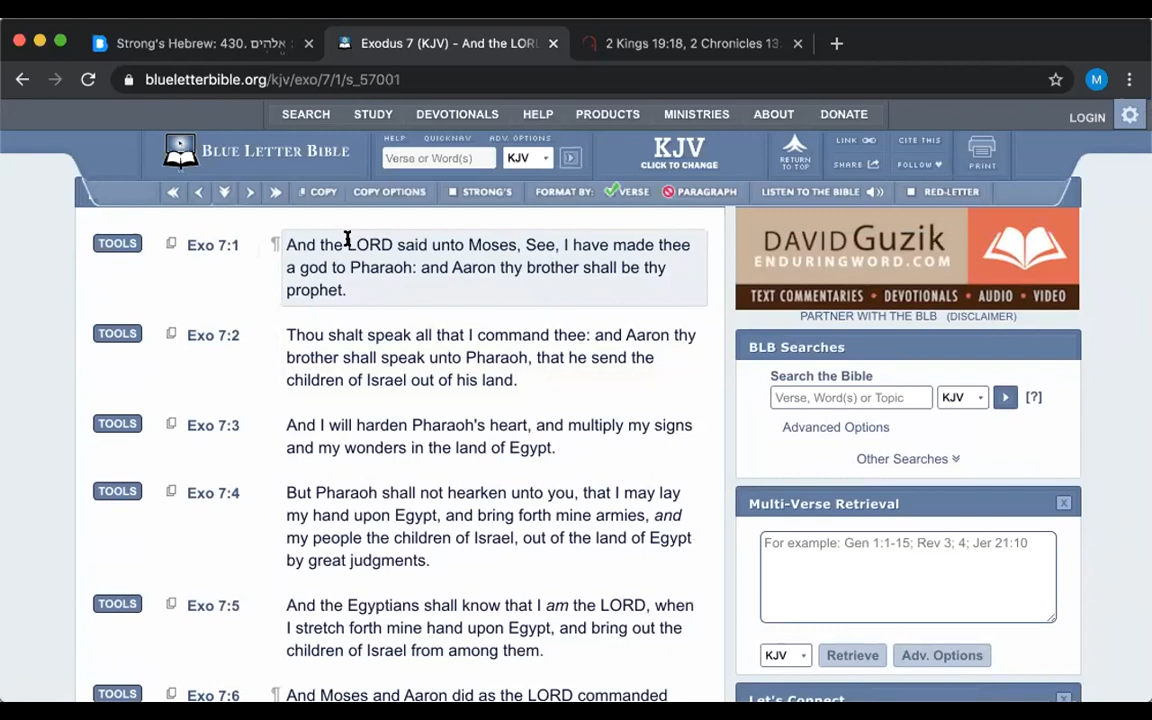 Strong's Hebrew: 430. אֱלֹהִים
Exodus 7 (KJV) - And the LOR
2 Kings 19:18, 2 Chronicles 13
blueletterbible.org/kjv/exo/7/1/s_57001
M
SEARCH STUDY DEVOTIONALS HELP PRODUCTS MINISTRIES ABOUT DONATE LOGIN
BLUE LETTER BIBLE
HELP QUICKNAV ADV. OPTIONS
Verse or Word(s) KJV
KJV
CLICK TO CHANGE
RETURN
TO TOP
LINK CITE THIS
SHARE FOLLOW
PRINT
COPY COPY OPTIONS STRONG'S FORMAT BY: VERSE PARAGRAPH LISTEN TO THE BIBLE RED-LETTER
TOOLS Exo 7:1 ¶ And the LORD said unto Moses, See, I have made thee
a god to Pharaoh: and Aaron thy brother shall be thy
prophet.
TOOLS Exo 7:2 Thou shalt speak all that I command thee: and Aaron thy
brother shall speak unto Pharaoh, that he send the
children of Israel out of his land.
TOOLS Exo 7:3 And I will harden Pharaoh's heart, and multiply my signs
and my wonders in the land of Egypt.
TOOLS Exo 7:4 But Pharaoh shall not hearken unto you, that I may lay
my hand upon Egypt, and bring forth mine armies, and
my people the children of Israel, out of the land of Egypt
by great judgments.
TOOLS Exo 7:5 And the Egyptians shall know that I am the LORD, when
I stretch forth mine hand upon Egypt, and bring out the
children of Israel from among them.
TOOLS Exo 7:6 ¶ And Moses and Aaron did as the LORD commanded
DAVID GUZIK
ENDURINGWORD.COM
TEXT COMMENTARIES • DEVOTIONALS • AUDIO • VIDEO
PARTNER WITH THE BLB (DISCLAIMER)
BLB Searches
Search the Bible
Verse, Word(s) or Topic KJV [?]
Advanced Options
Other Searches
Multi-Verse Retrieval X
For example: Gen 1:1-15; Rev 3; 4; Jer 21:10
KJV Retrieve Adv. Options
Let's Connect X